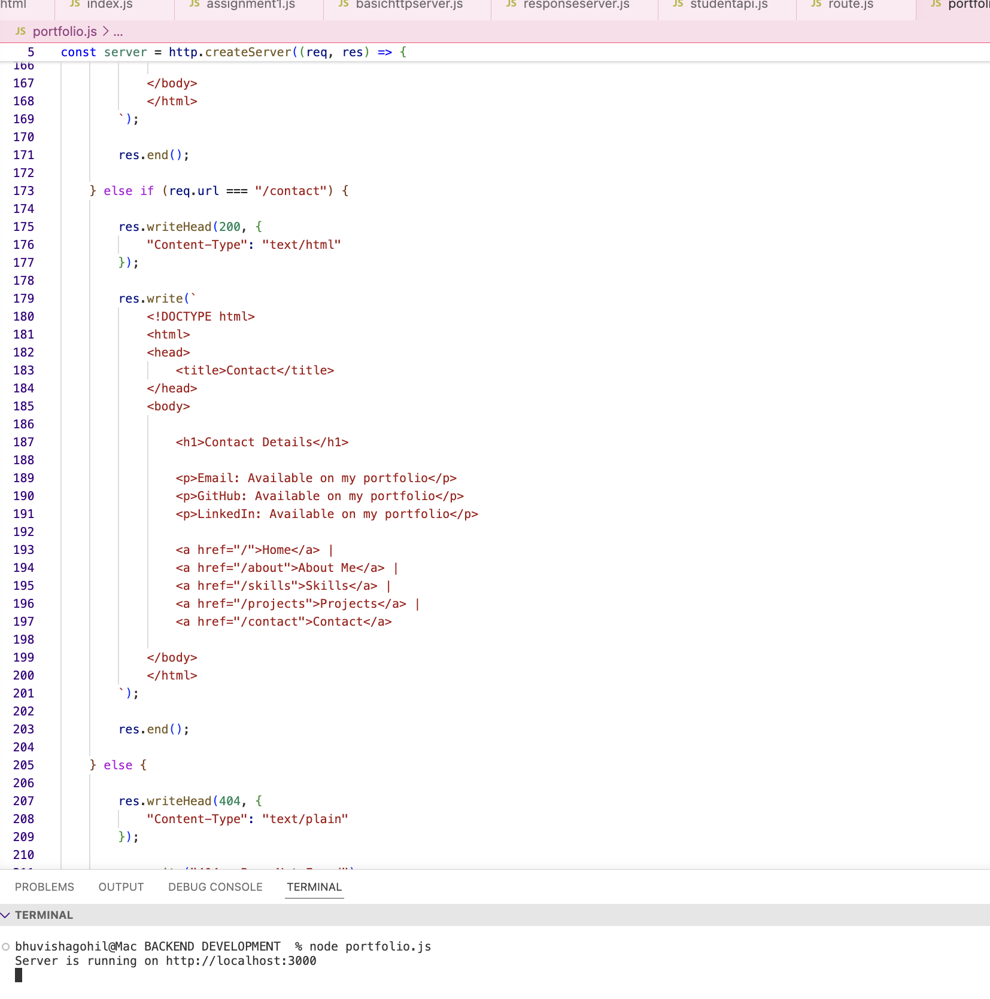 html JS index.js JS assignment1.js JS basichttpserver.js JS responseserver.js JS studentapi.js JS route.js JS
JS portfolio.js > ...
5 const server = http.createServer((req, res) => {
166
167 </body>
168 </html>
169 `);
170
171 res.end();
172
173 } else if (req.url === "/contact") {
174
175 res.writeHead(200, {
176 "Content-Type": "text/html"
177 });
178
179 res.write(`
180 <!DOCTYPE html>
181 <html>
182 <head>
183 <title>Contact</title>
184 </head>
185 <body>
186
187 <h1>Contact Details</h1>
188
189 <p>Email: Available on my portfolio</p>
190 <p>GitHub: Available on my portfolio</p>
191 <p>LinkedIn: Available on my portfolio</p>
192
193 <a href="/">Home</a> |
194 <a href="/about">About Me</a> |
195 <a href="/skills">Skills</a> |
196 <a href="/projects">Projects</a> |
197 <a href="/contact">Contact</a>
198
199 </body>
200 </html>
201 `);
202
203 res.end();
204
205 } else {
206
207 res.writeHead(404, {
208 "Content-Type": "text/plain"
209 });
210
PROBLEMS OUTPUT DEBUG CONSOLE TERMINAL
TERMINAL
bhuvishagohil@Mac BACKEND DEVELOPMENT % node portfolio.js
Server is running on http://localhost:3000